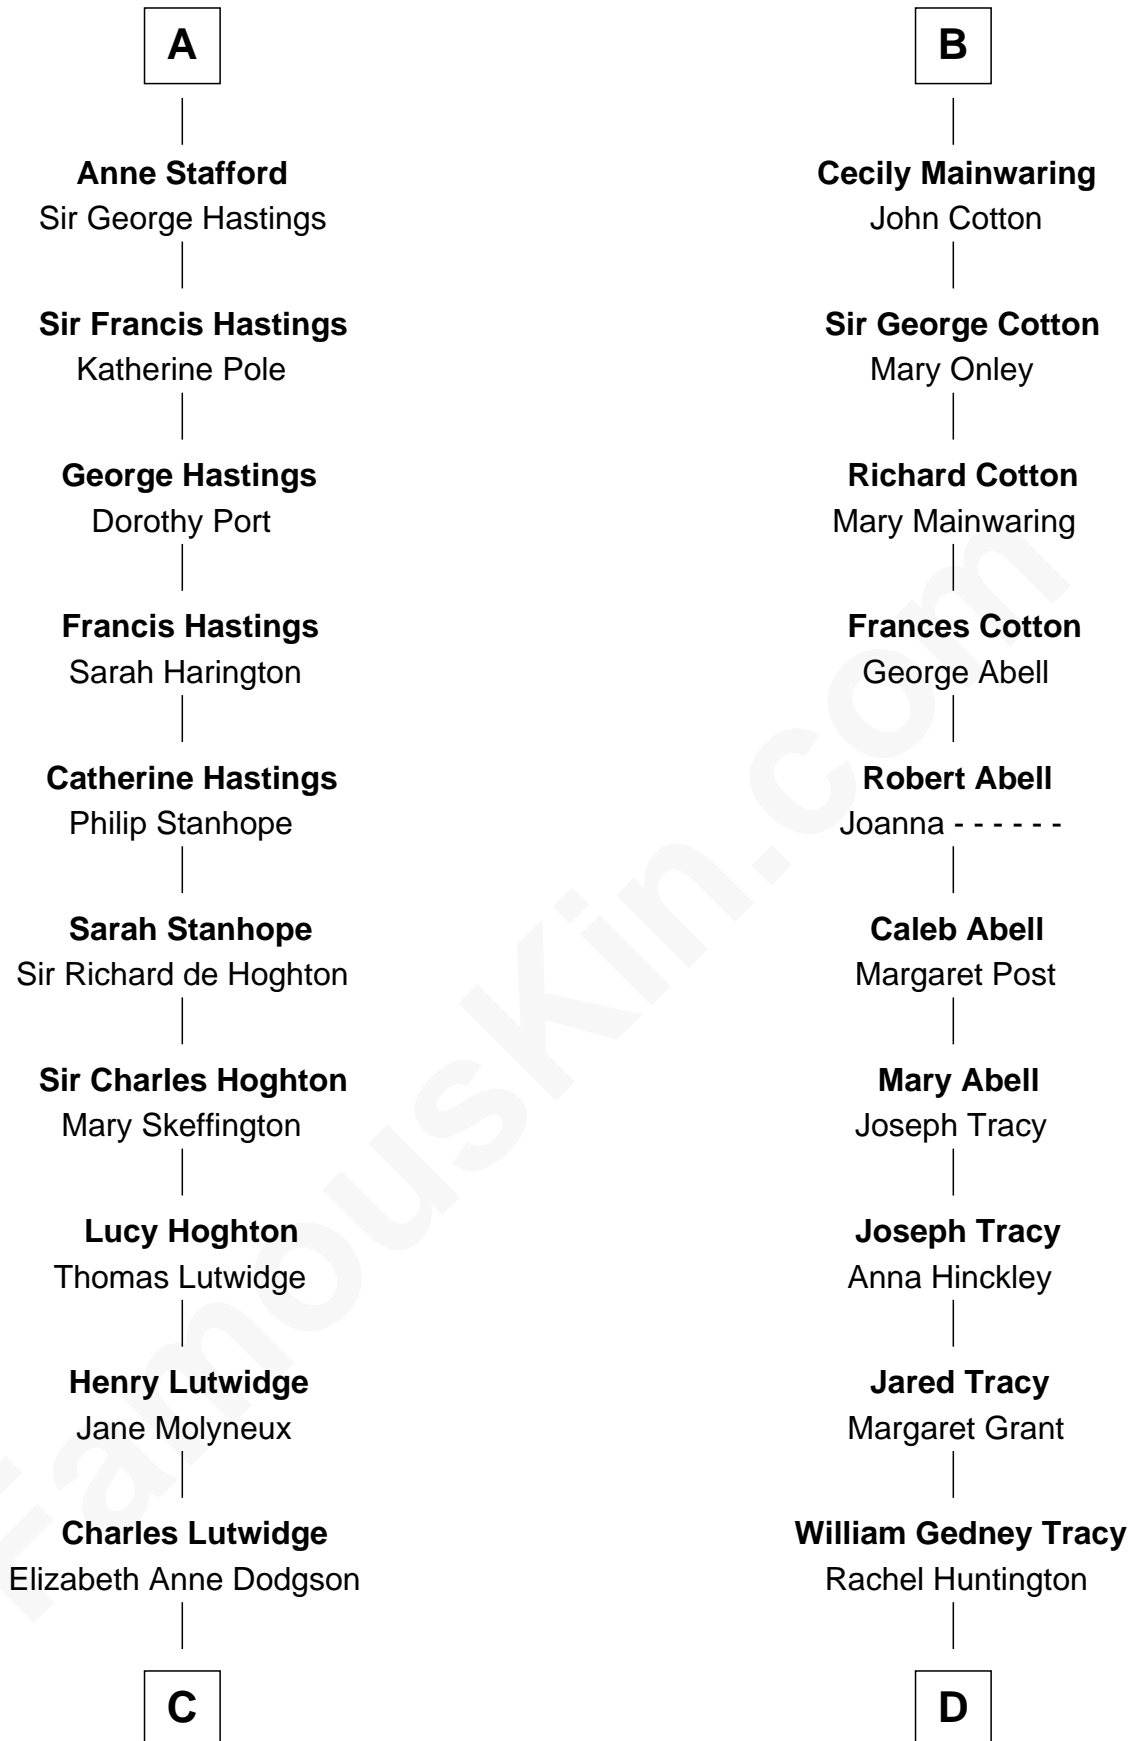 A
Anne Stafford
Sir George Hastings
Sir Francis Hastings
Katherine Pole
George Hastings
Dorothy Port
Francis Hastings
Sarah Harington
Catherine Hastings
Philip Stanhope
Sarah Stanhope
Sir Richard de Hoghton
Sir Charles Hoghton
Mary Skeffington
Lucy Hoghton
Thomas Lutwidge
Henry Lutwidge
Jane Molyneux
Charles Lutwidge
Elizabeth Anne Dodgson
C
B
Cecily Mainwaring
John Cotton
Sir George Cotton
Mary Onley
Richard Cotton
Mary Mainwaring
Frances Cotton
George Abell
Robert Abell
Joanna - - - - - -
Caleb Abell
Margaret Post
Mary Abell
Joseph Tracy
Joseph Tracy
Anna Hinckley
Jared Tracy
Margaret Grant
William Gedney Tracy
Rachel Huntington
D
FamousKin.com